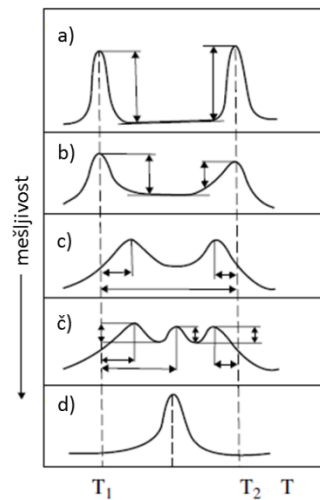 a)
b)
c)
č)
d)
mešljivost
T₁ T₂ T